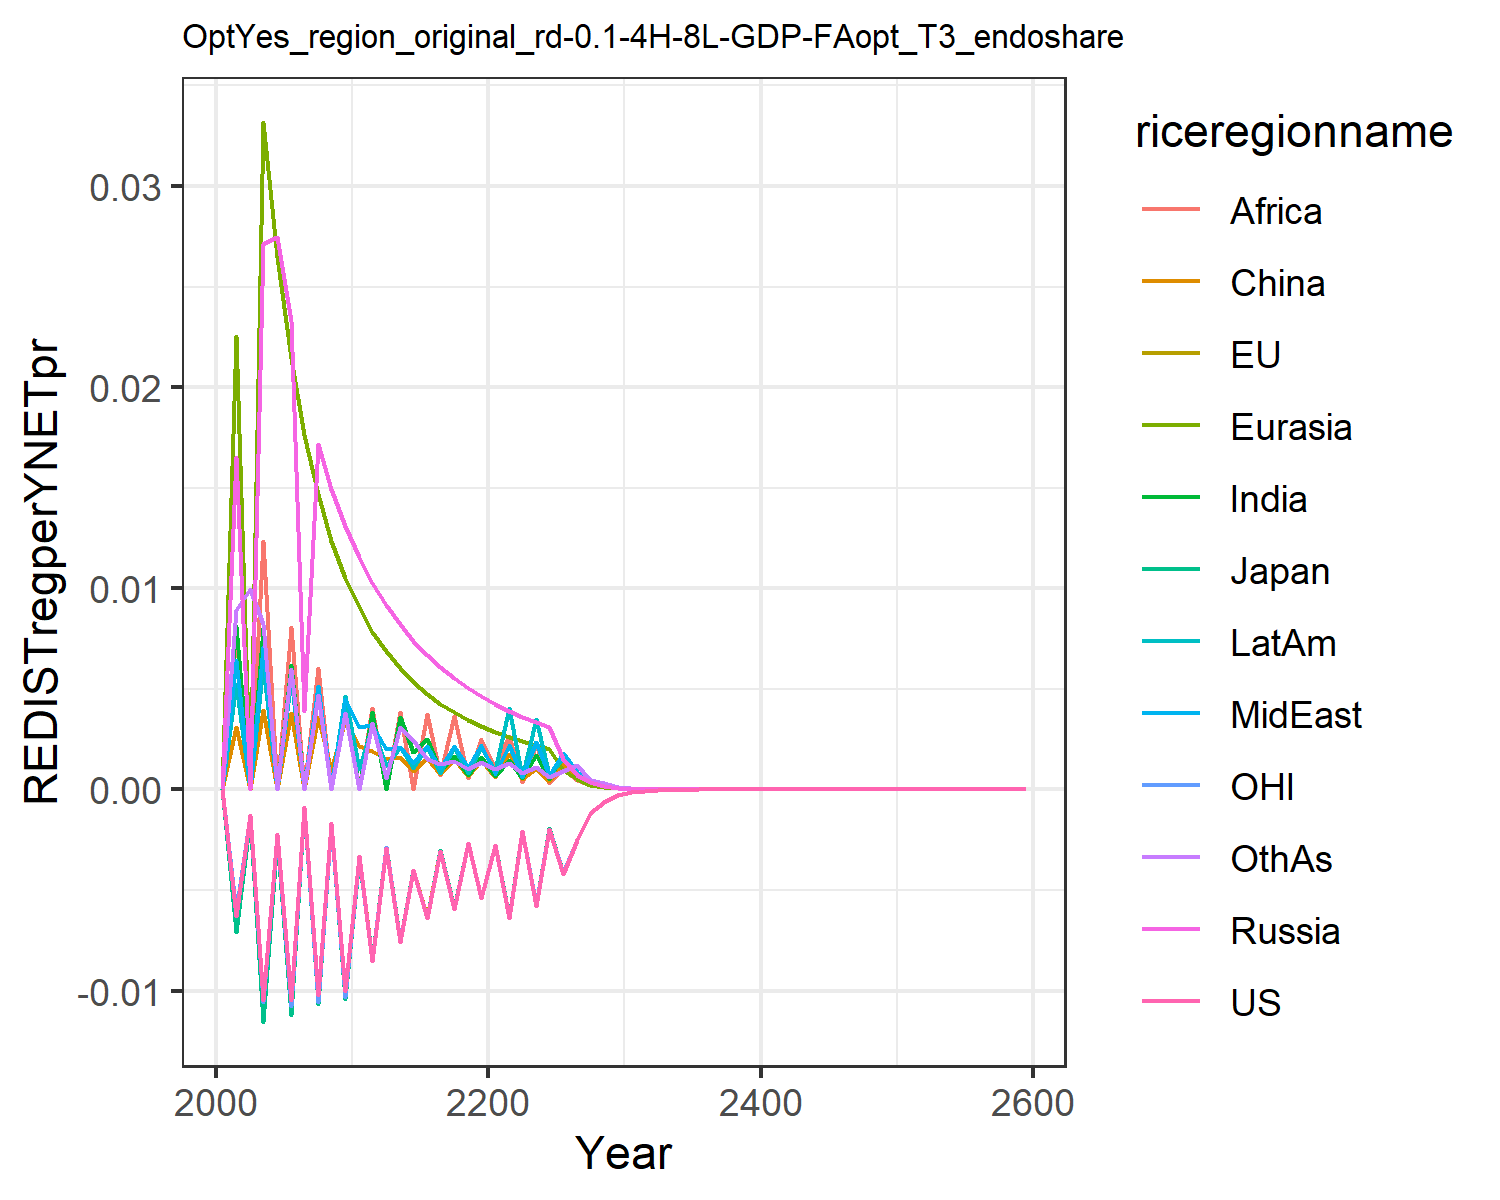 OptYes_region_original_rd-0.1-4H-8L-GDP-FAopt_T3_endoshare
REDISTregperYNETpr
0.03
0.02
0.01
0.00
-0.01
2000
2200
2400
2600
Year
riceregionname
Africa
China
EU
Eurasia
India
Japan
LatAm
MidEast
OHI
OthAs
Russia
US